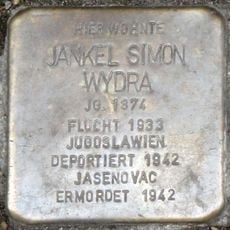 HIER WOHNTE
JANKEL SIMON
WYDRA
JG. 1874
FLUCHT 1933
JUGOSLAWIEN
DEPORTIERT 1942
JASENOVAC
ERMORDET 1942